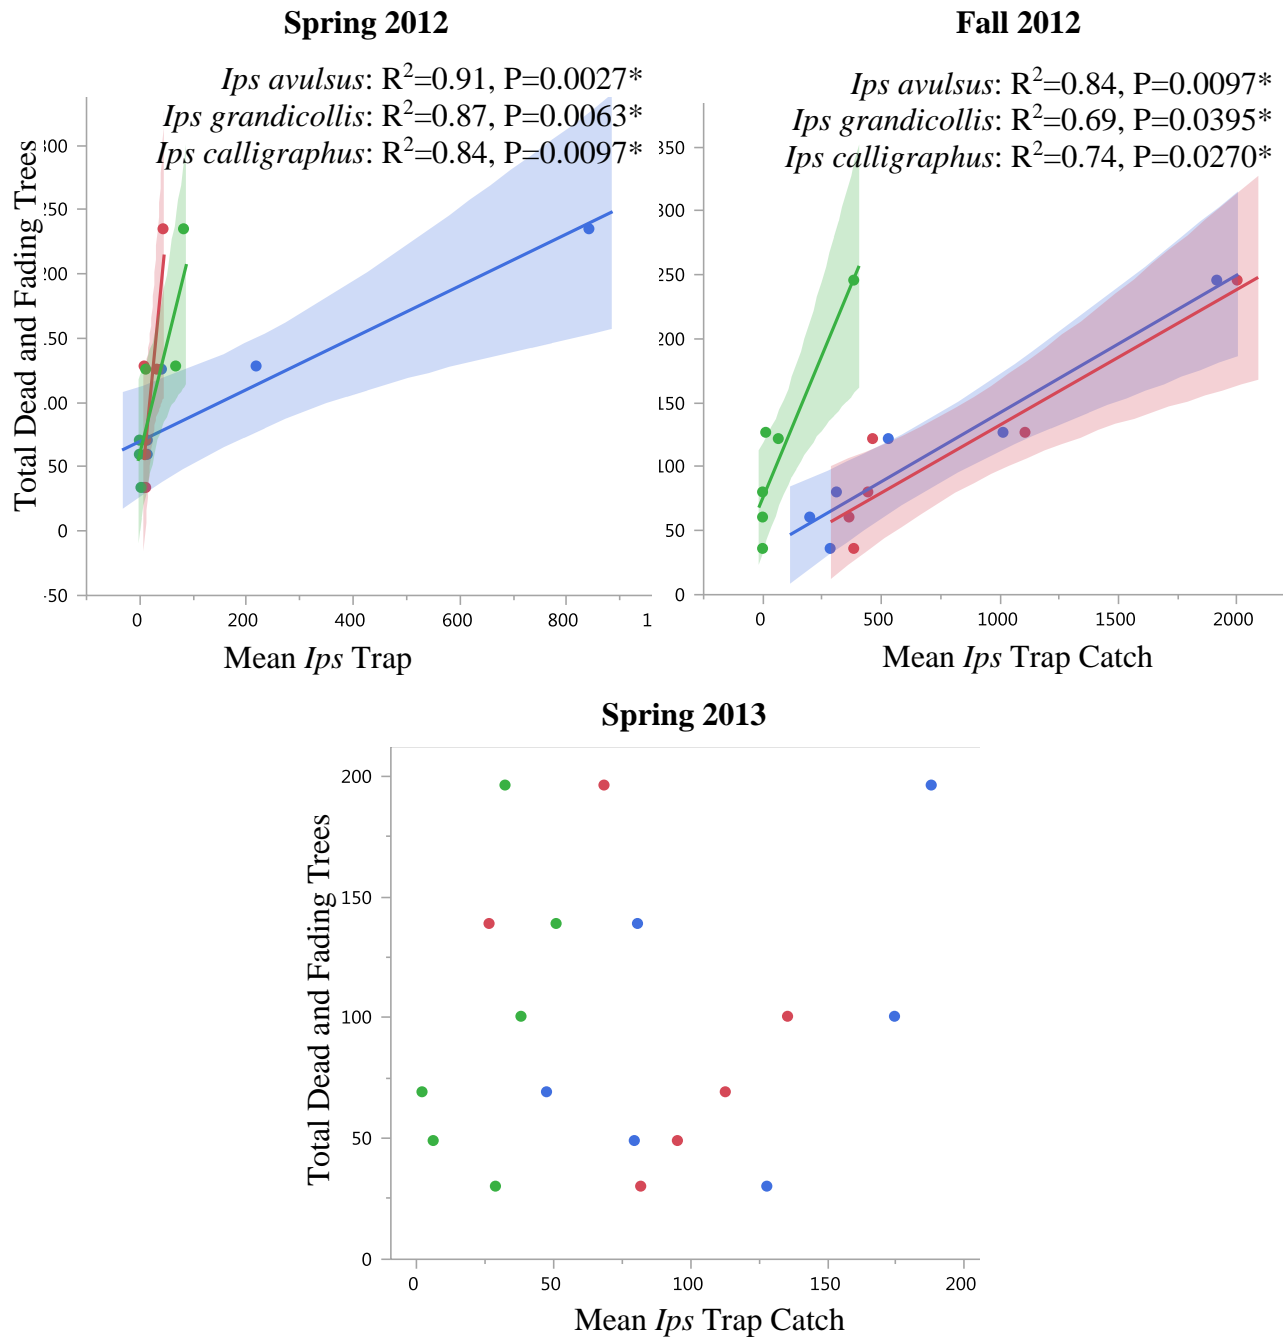 Spring 2012
Ips avulsus: R²=0.91, P=0.0027*
Ips grandicollis: R²=0.87, P=0.0063*
Ips calligraphus: R²=0.84, P=0.0097*
Total Dead and Fading Trees
300
250
200
150
100
50
0
-50
0 200 400 600 800 1
Mean Ips Trap
Fall 2012
Ips avulsus: R²=0.84, P=0.0097*
Ips grandicollis: R²=0.69, P=0.0395*
Ips calligraphus: R²=0.74, P=0.0270*
350
300
250
200
150
100
50
0
0 500 1000 1500 2000
Mean Ips Trap Catch
Spring 2013
Total Dead and Fading Trees
200
150
100
50
0
0 50 100 150 200
Mean Ips Trap Catch